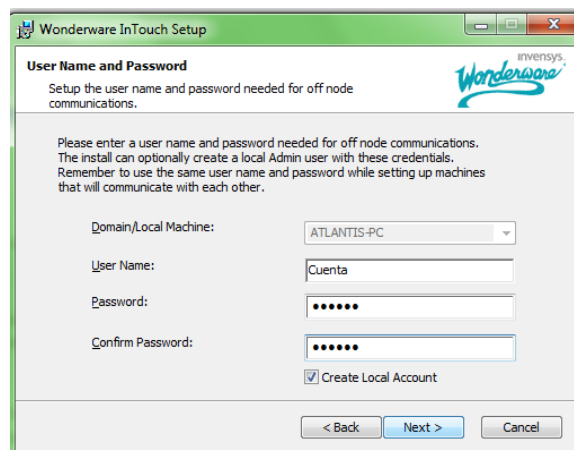 Wonderware InTouch Setup
User Name and Password
Setup the user name and password needed for off node
communications.
invensys
Wonderware
Please enter a user name and password needed for off node communications.
The install can optionally create a local Admin user with these credentials.
Remember to use the same user name and password while setting up machines
that will communicate with each other.
Domain/Local Machine:
ATLANTIS-PC
User Name:
Cuenta
Password:
••••••
Confirm Password:
••••••
Create Local Account
< Back
Next >
Cancel